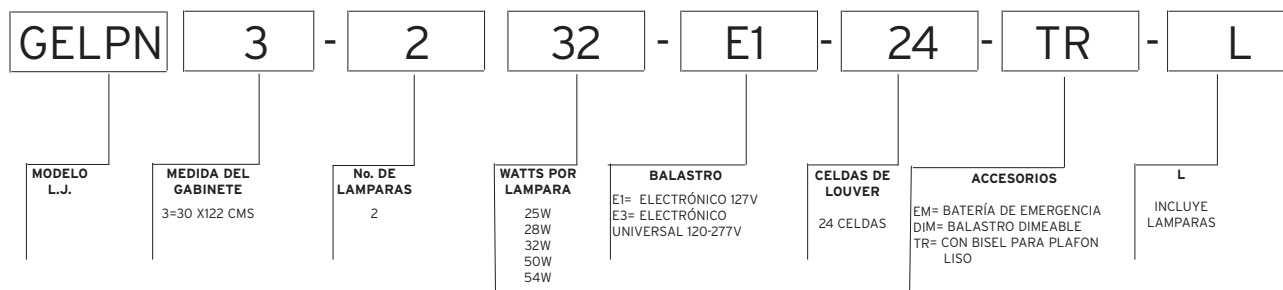 GELPN 3 - 2 32 - E1 - 24 - TR - L
MODELO
L.J.
MEDIDA DEL
GABINETE
3=30 X122 CMS
No. DE
LAMPARAS
2
WATTS POR
LAMPARA
25W
28W
32W
50W
54W
BALASTRO
E1= ELECTRÓNICO 127V
E3= ELECTRÓNICO
UNIVERSAL 120-277V
CELDAS DE
LOUVER
24 CELDAS
ACCESORIOS
EM= BATERÍA DE EMERGENCIA
DIM= BALASTRO DIMEABLE
TR= CON BISEL PARA PLAFON
LISO
L
INCLUYE
LAMPARAS